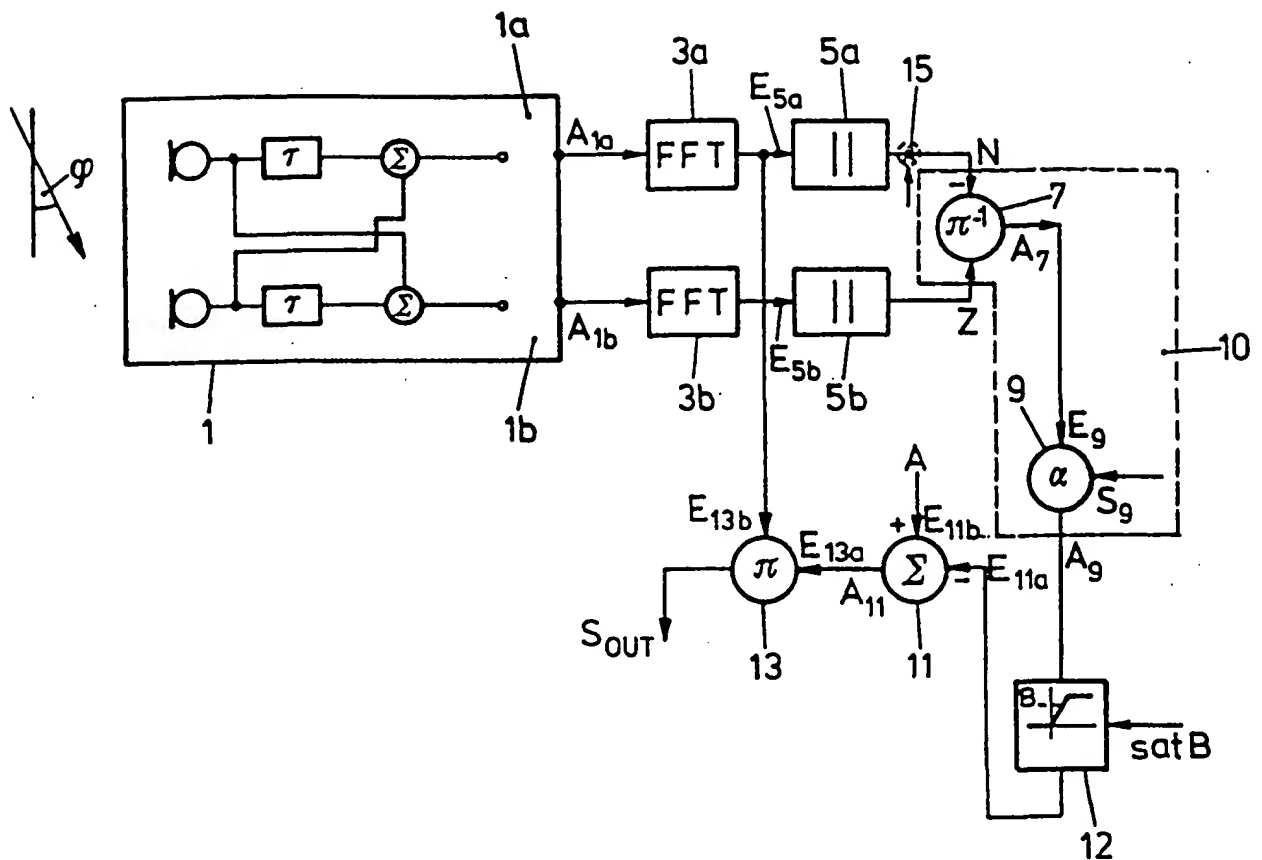 1a
3a
5a
15
φ
τ
Σ
A1a
FFT
E5a
||
N
-
7
π-1
A7
τ
Σ
A1b
FFT
E5b
||
Z
10
1
1b
3b
5b
9
E9
α
S9
A
E13b
+
E11b
E13a
π
A11
Σ
-
E11a
A9
SOUT
13
11
B
sat B
12